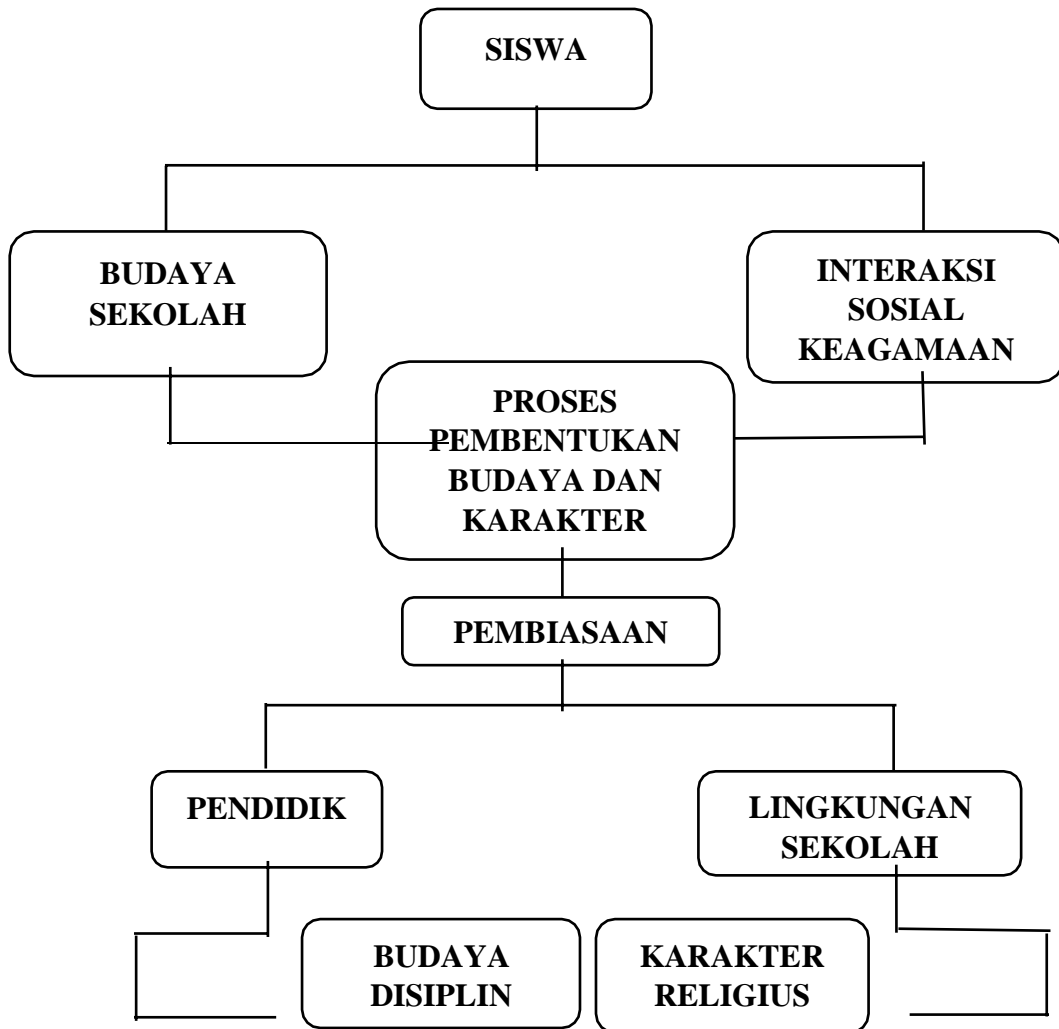 SISWA
BUDAYA
SEKOLAH
INTERAKSI
SOSIAL
KEAGAMAAN
PROSES
PEMBENTUKAN
BUDAYA DAN
KARAKTER
PEMBIASAAN
PENDIDIK
LINGKUNGAN
SEKOLAH
BUDAYA
DISIPLIN
KARAKTER
RELIGIUS